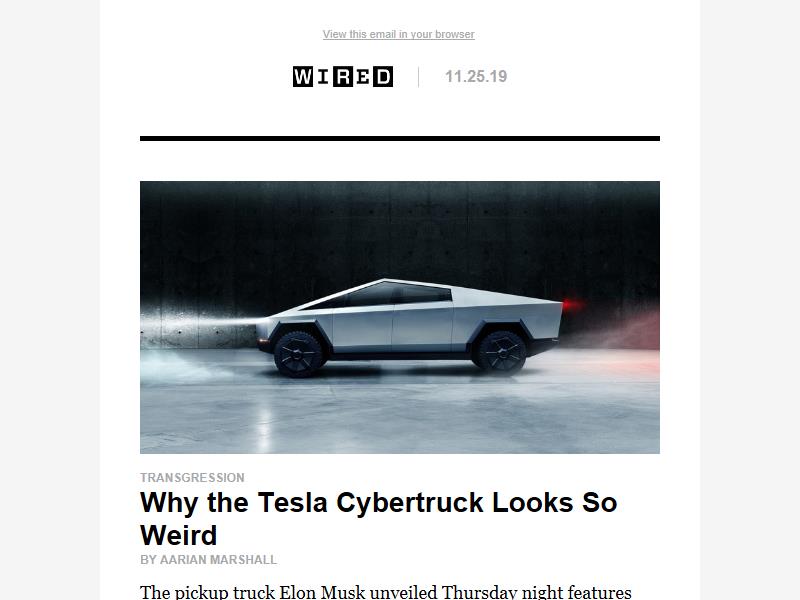 View this email in your browser
WIRED
11.25.19
TRANSGRESSION
Why the Tesla Cybertruck Looks So
Weird
BY AARIAN MARSHALL
The pickup truck Elon Musk unveiled Thursday night features